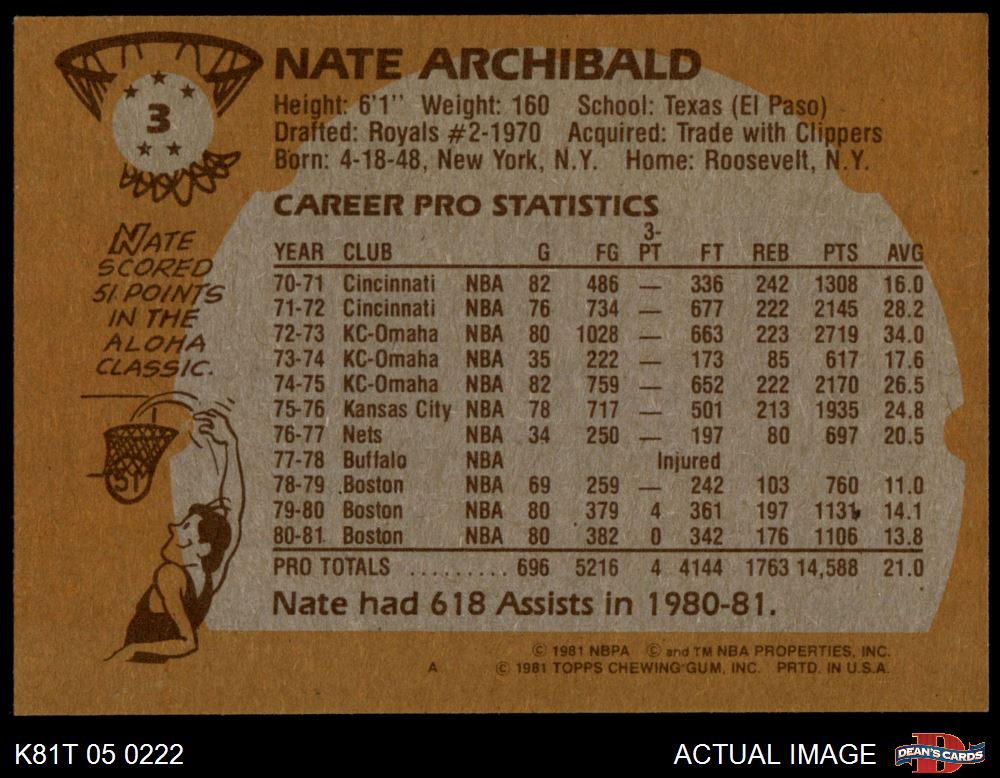 3
NATE ARCHIBALD
Height: 6'1" Weight: 160 School: Texas (El Paso)
Drafted: Royals #2-1970 Acquired: Trade with Clippers
Born: 4-18-48, New York, N.Y. Home: Roosevelt, N.Y.
NATE
SCORED
51 POINTS
IN THE
ALOHA
CLASSIC.
51
CAREER PRO STATISTICS
YEAR CLUB G FG 3-PT FT REB PTS AVG
70-71 Cincinnati NBA 82 486 — 336 242 1308 16.0
71-72 Cincinnati NBA 76 734 — 677 222 2145 28.2
72-73 KC-Omaha NBA 80 1028 — 663 223 2719 34.0
73-74 KC-Omaha NBA 35 222 — 173 85 617 17.6
74-75 KC-Omaha NBA 82 759 — 652 222 2170 26.5
75-76 Kansas City NBA 78 717 — 501 213 1935 24.8
76-77 Nets NBA 34 250 — 197 80 697 20.5
77-78 Buffalo NBA Injured
78-79 Boston NBA 69 259 — 242 103 760 11.0
79-80 Boston NBA 80 379 4 361 197 1131 14.1
80-81 Boston NBA 80 382 0 342 176 1106 13.8
PRO TOTALS .......... 696 5216 4 4144 1763 14,588 21.0
Nate had 618 Assists in 1980-81.
© 1981 NBPA © and TM NBA PROPERTIES, INC.
A © 1981 TOPPS CHEWING GUM, INC. PRTD. IN U.S.A.
K81T 05 0222 ACTUAL IMAGE DEAN'S CARDS